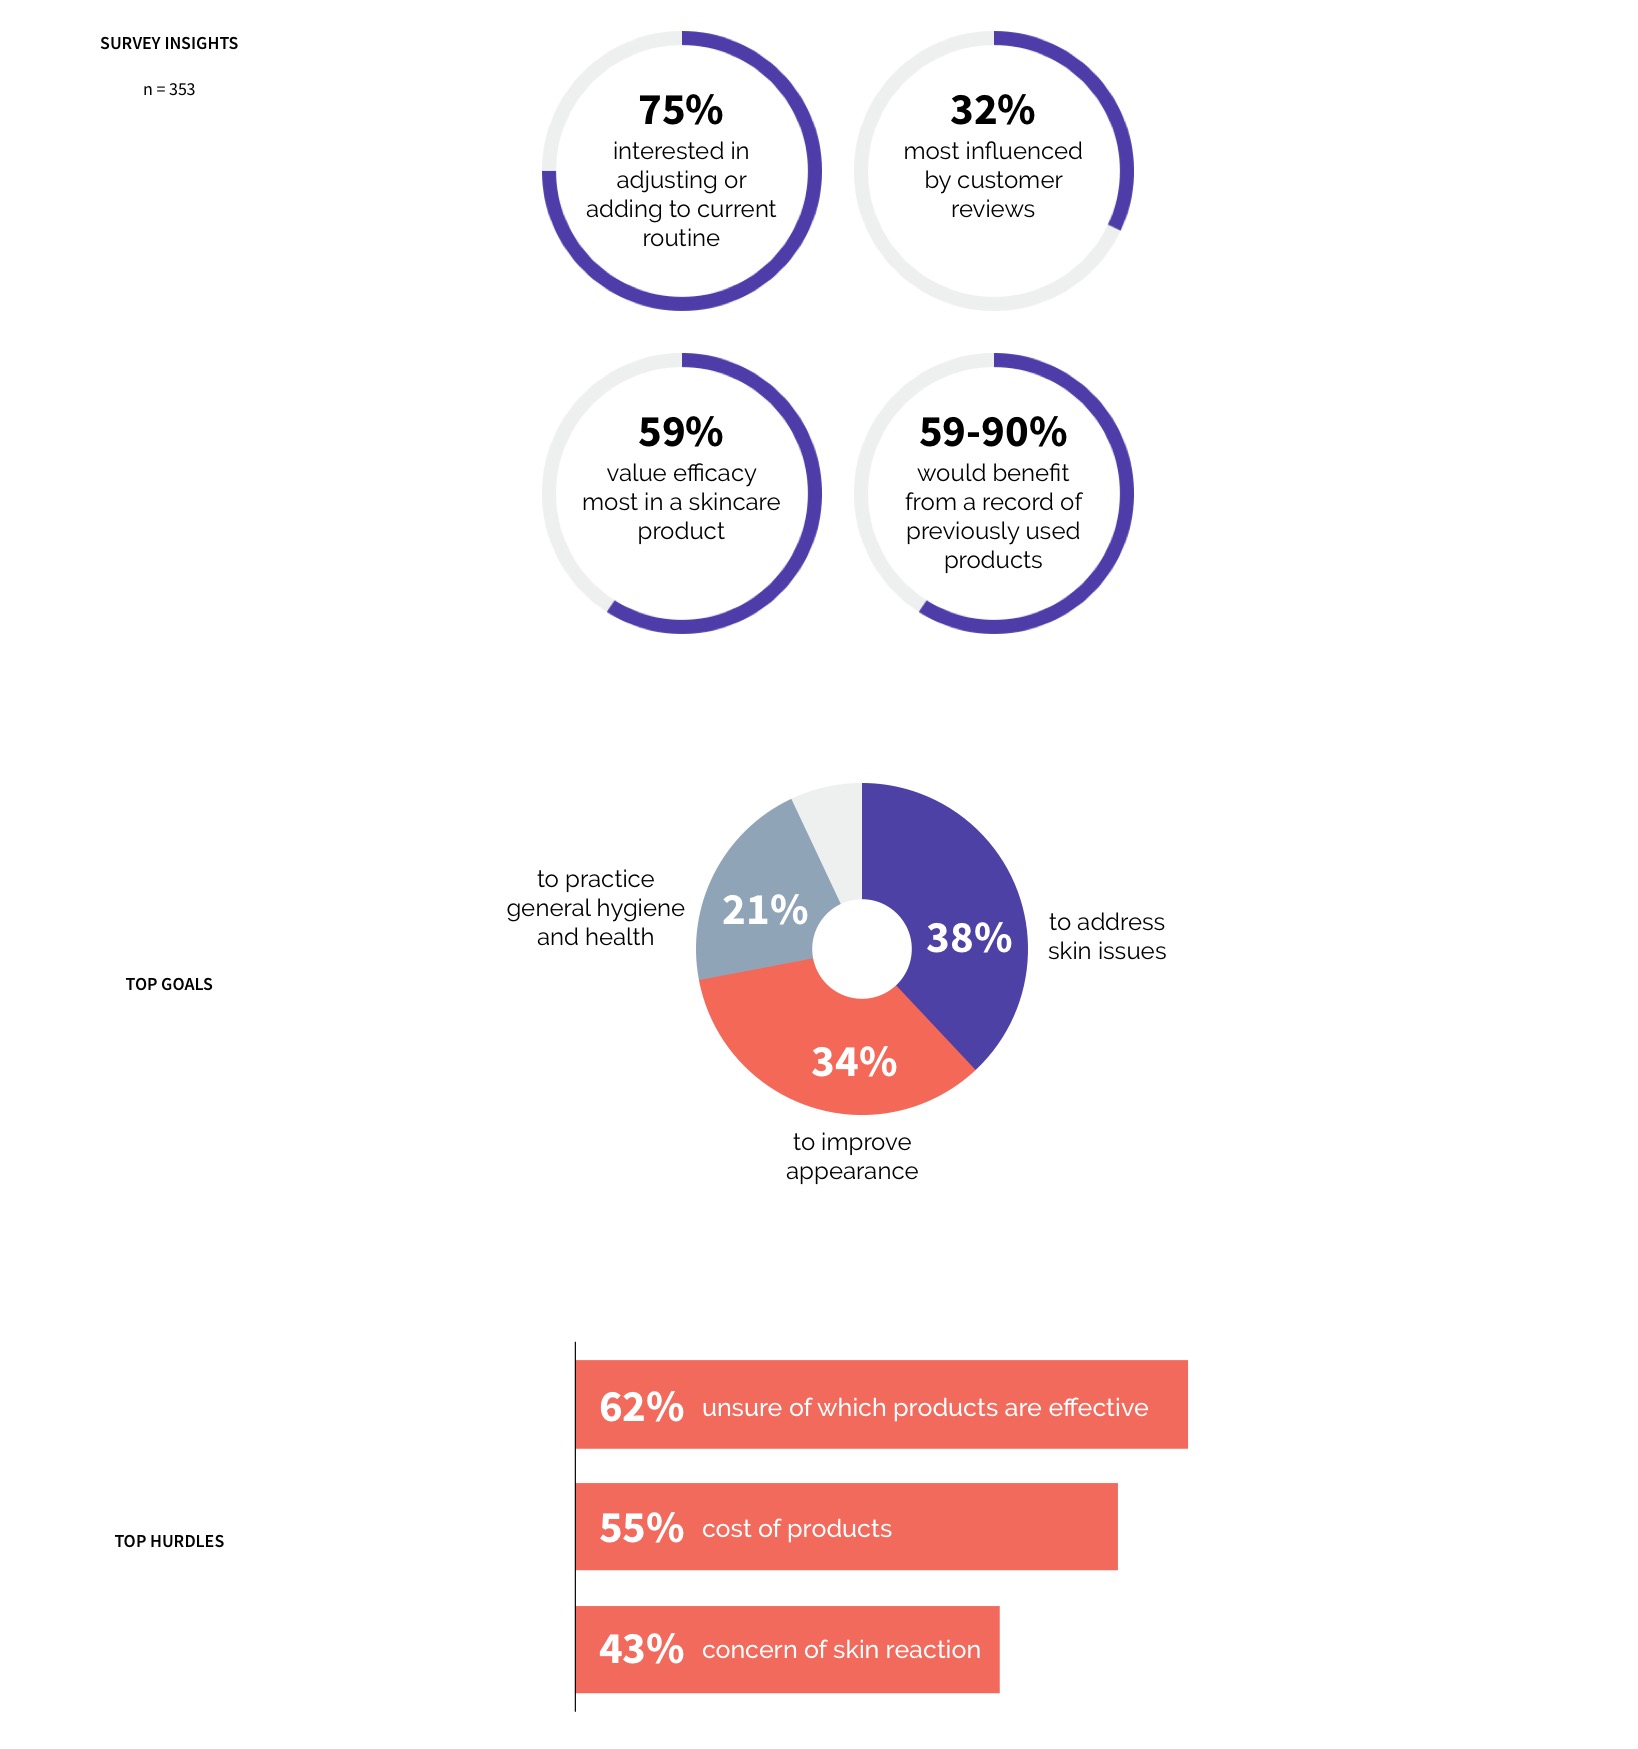 SURVEY INSIGHTS
n = 353
75%
interested in
adjusting or
adding to current
routine
32%
most influenced
by customer
reviews
59%
value efficacy
most in a skincare
product
59-90%
would benefit
from a record of
previously used
products
TOP GOALS
to practice
general hygiene
and health
21%
38%
to address
skin issues
34%
to improve
appearance
TOP HURDLES
62% unsure of which products are effective
55% cost of products
43% concern of skin reaction